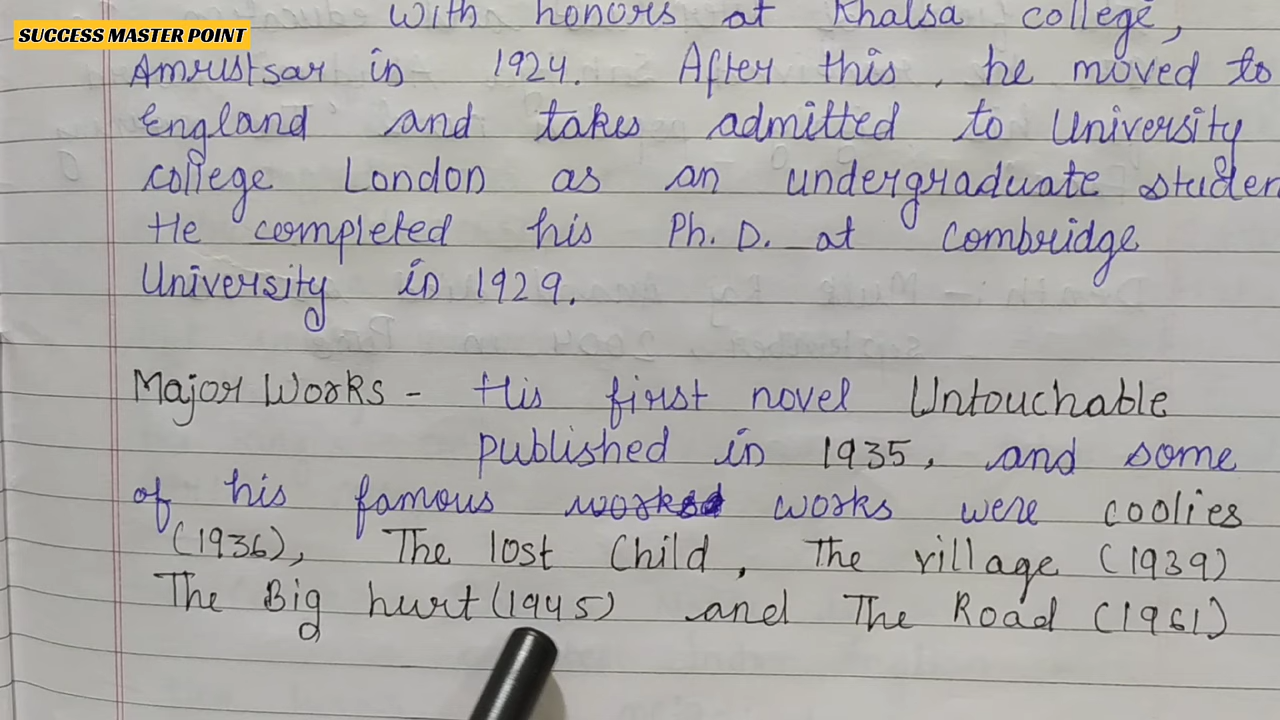 with honors at Khalsa college,
SUCCESS MASTER POINT
Amrustsar in 1924. After this, he moved to
England and takes admitted to University
college London as an undergraduate studen
He completed his Ph. D. at Combridge
University in 1929.
Major Works - His first novel Untouchable
published in 1935, and some
of his famous works were coolies
(1936), The lost Child, The village (1939)
The Big hurt (1945) and The Road (1961)